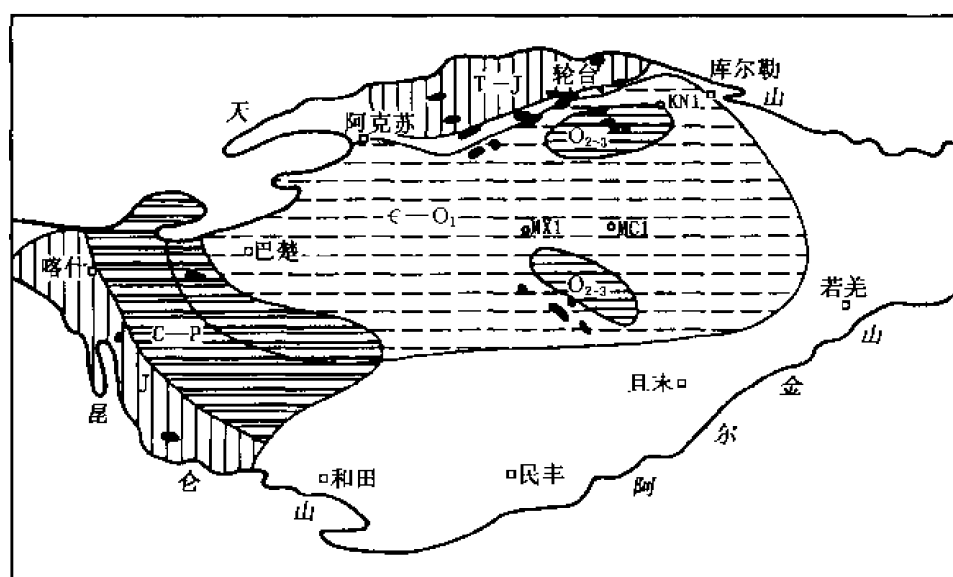 库尔勒
轮台
T—J
KN1
山
天
阿克苏
O₂₋₃
Є—O₁
MX1
MC1
巴楚
喀什
O₂₋₃
若羌
C—P
山
J
且末
金
昆
尔
仑
和田
民丰
阿
山